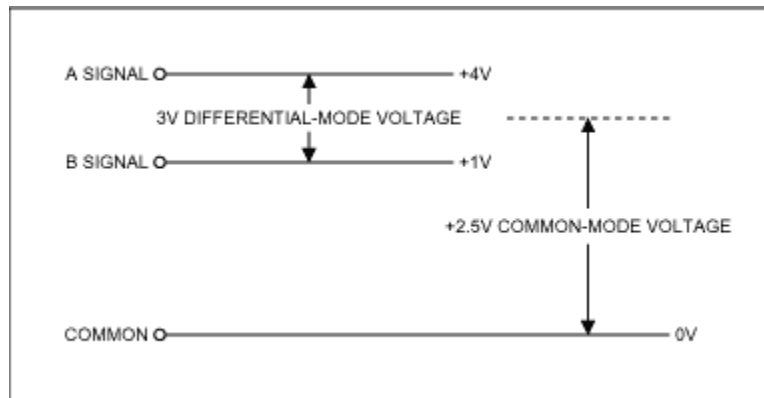 A SIGNAL
+4V
3V DIFFERENTIAL-MODE VOLTAGE
B SIGNAL
+1V
+2.5V COMMON-MODE VOLTAGE
COMMON
0V